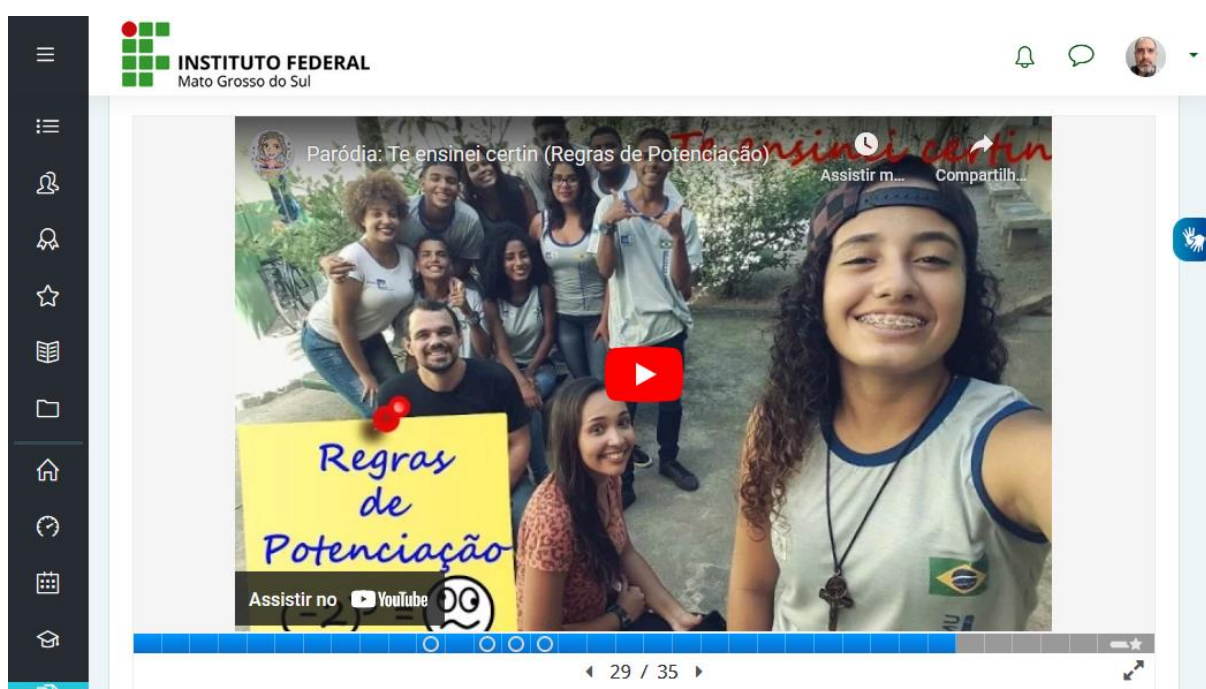 INSTITUTO FEDERAL
Mato Grosso do Sul
Te ensinei certin
Paródia: Te ensinei certin (Regras de Potenciação)
Assistir m...
Compartilh...
Regras
de
Potenciação
Assistir no YouTube
29 / 35